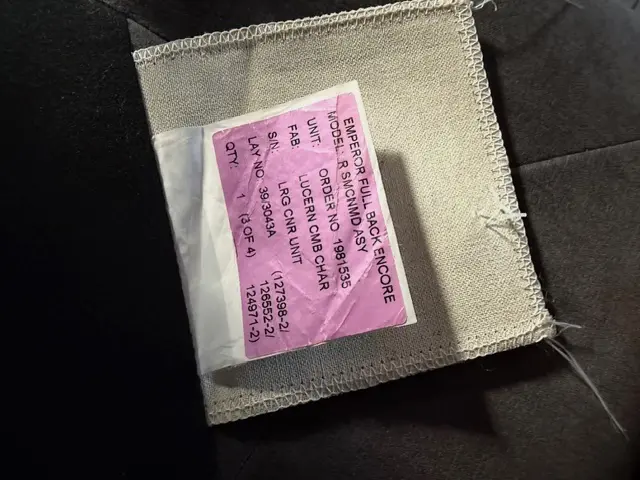 EMPEROR FULL BACK ENCORE
MODEL: R SMCNMD ASY
UNIT: ORDER NO 1981535
FAB: LUCERN CMB CHAR
S/N: LRG CNR UNIT
LAY NO: 39/3043A (127398-2/
QTY: 1 (3 OF 4) 126552-2/
124971-2)